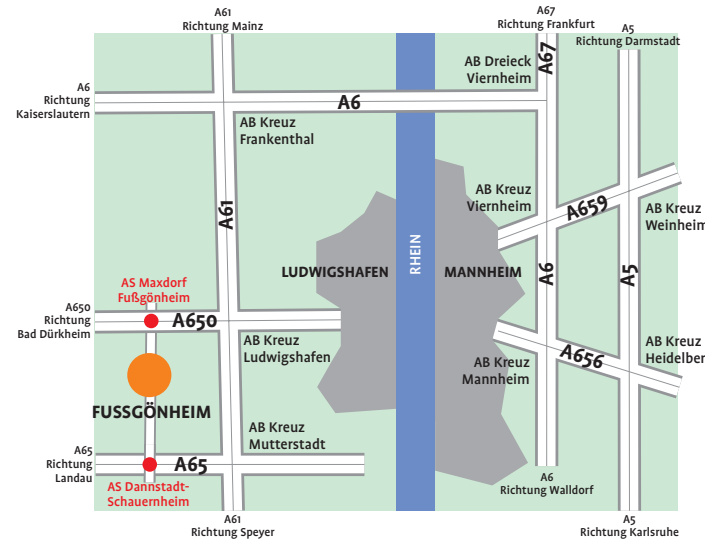 A61
Richtung Mainz
A67
Richtung Frankfurt
A5
Richtung Darmstadt
AB Dreieck
Viernheim
A67
A6
Richtung
Kaiserslautern
A6
AB Kreuz
Frankenthal
A61
AB Kreuz
Viernheim
A659
AB Kreuz
Weinheim
RHEIN
LUDWIGSHAFEN
MANNHEIM
A6
A5
AS Maxdorf
Fußgönheim
A650
Richtung
Bad Dürkheim
A650
AB Kreuz
Ludwigshafen
AB Kreuz
Mannheim
A656
AB Kreuz
Heidelber
FUSSGÖNHEIM
AB Kreuz
Mutterstadt
A65
Richtung
Landau
A65
AS Dannstadt-
Schauernheim
A6
Richtung Walldorf
A61
Richtung Speyer
A5
Richtung Karlsruhe